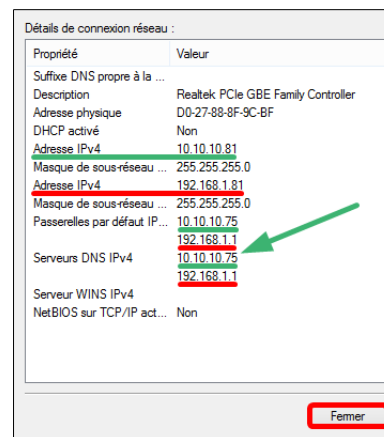 Détails de connexion réseau :
Propriété Valeur
Suffixe DNS propre à la ...
Description Realtek PCIe GBE Family Controller
Adresse physique D0-27-88-8F-9C-BF
DHCP activé Non
Adresse IPv4 10.10.10.81
Masque de sous-réseau ... 255.255.255.0
Adresse IPv4 192.168.1.81
Masque de sous-réseau ... 255.255.255.0
Passerelles par défaut IP... 10.10.10.75
192.168.1.1
Serveurs DNS IPv4 10.10.10.75
192.168.1.1
Serveur WINS IPv4
NetBIOS sur TCP/IP act... Non
Fermer